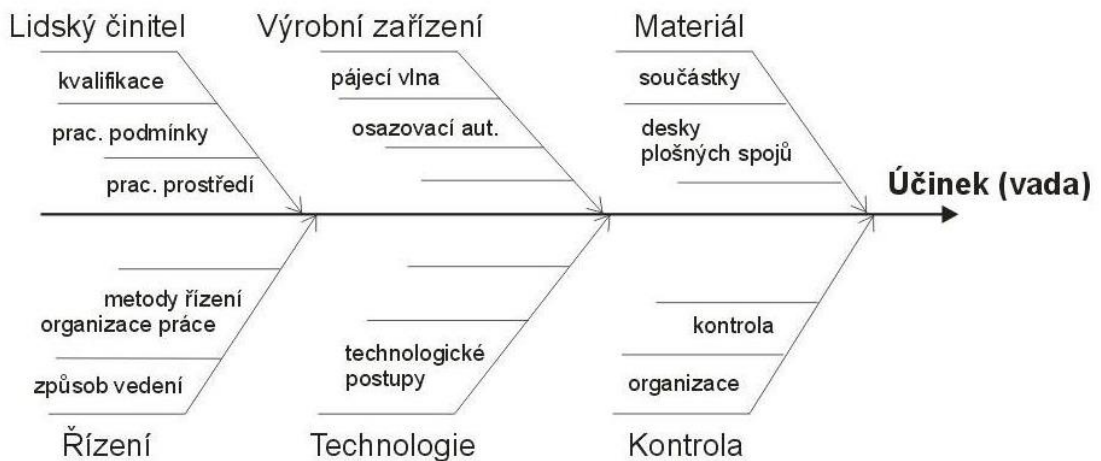 Lidský činitel
Výrobní zařízení
Materiál
kvalifikace
pájecí vlna
součástky
prac. podmínky
osazovací aut.
desky
plošných spojů
prac. prostředí
Účinek (vada)
metody řízení
organizace práce
kontrola
technologické
postupy
způsob vedení
organizace
Řízení
Technologie
Kontrola